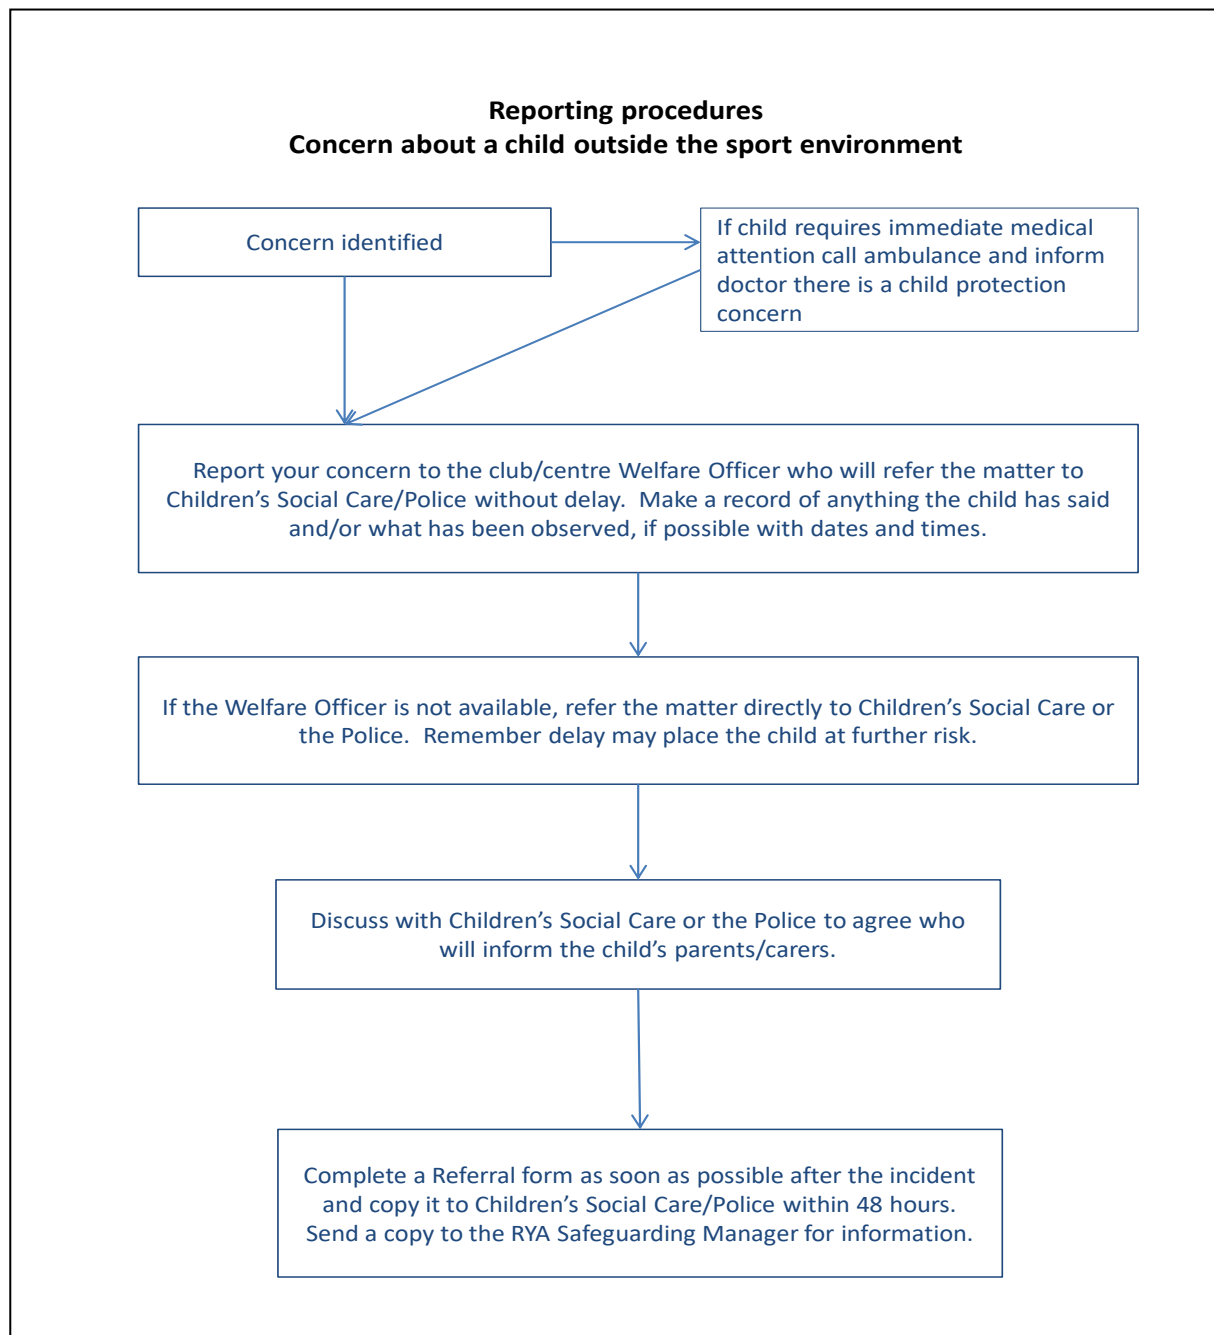 Reporting procedures
Concern about a child outside the sport environment
Concern identified
If child requires immediate medical
attention call ambulance and inform
doctor there is a child protection
concern
Report your concern to the club/centre Welfare Officer who will refer the matter to
Children’s Social Care/Police without delay.  Make a record of anything the child has said
and/or what has been observed, if possible with dates and times.
If the Welfare Officer is not available, refer the matter directly to Children’s Social Care or
the Police.  Remember delay may place the child at further risk.
Discuss with Children’s Social Care or the Police to agree who
will inform the child’s parents/carers.
Complete a Referral form as soon as possible after the incident
and copy it to Children’s Social Care/Police within 48 hours.
Send a copy to the RYA Safeguarding Manager for information.